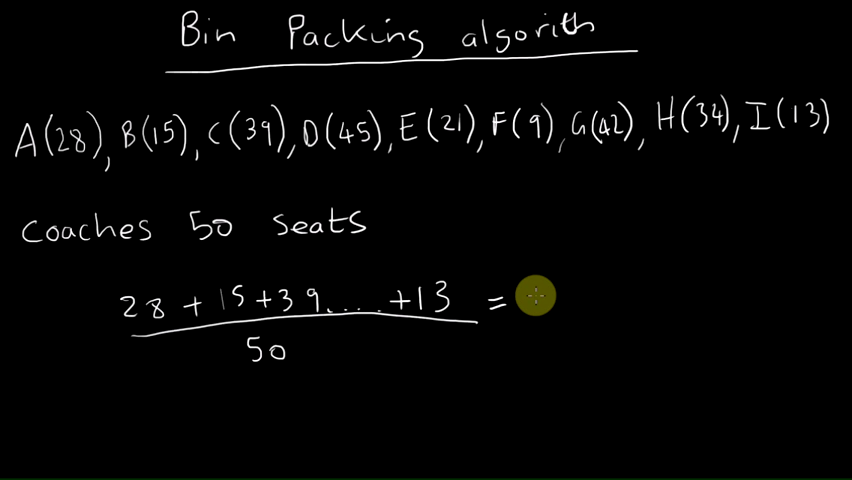 Bin Packing algorith
A(28), B(15), C(39), D(45), E(21), F(9), G(42), H(34), I(13)
Coaches 50 seats
28 + 15 + 39.... + 13 =
50